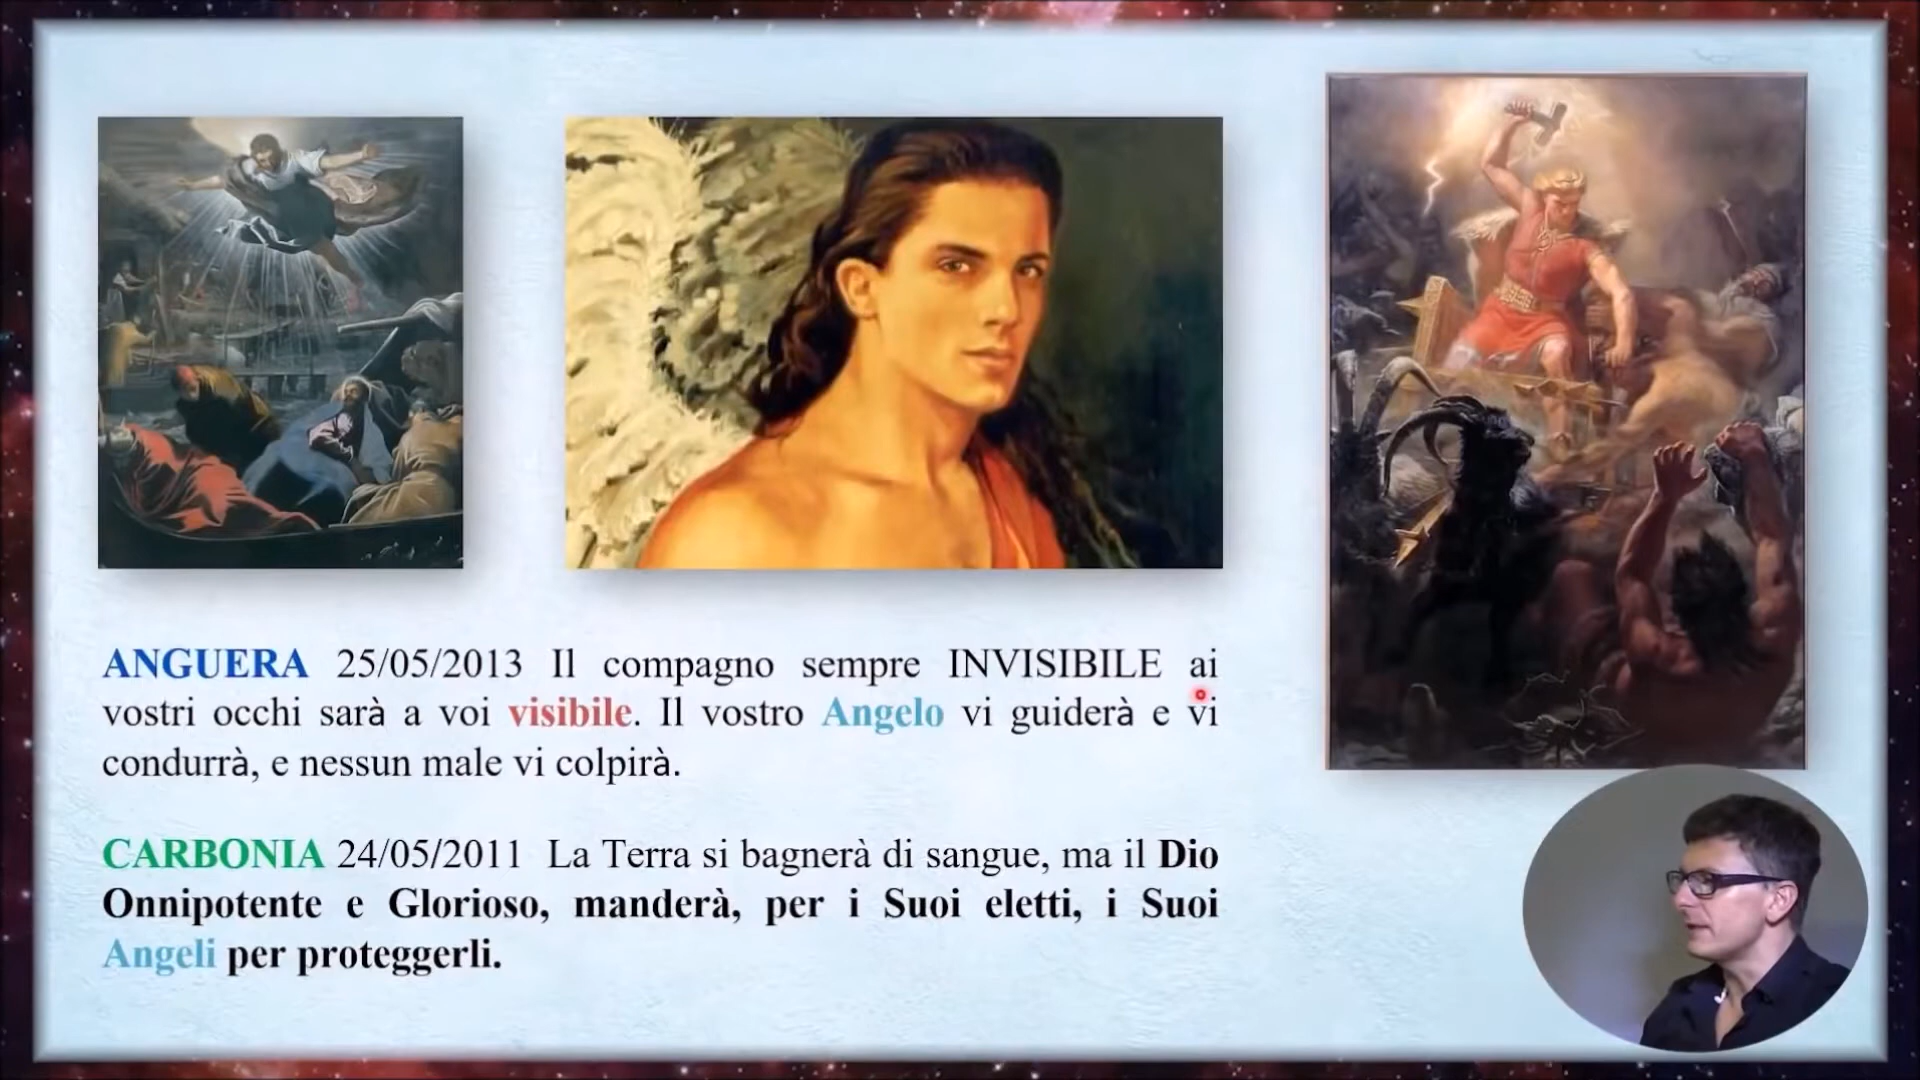 ANGUERA 25/05/2013 Il compagno sempre INVISIBILE ai
vostri occhi sarà a voi visibile. Il vostro Angelo vi guiderà e vi
condurrà, e nessun male vi colpirà.
CARBONIA 24/05/2011 La Terra si bagnerà di sangue, ma il Dio
Onnipotente e Glorioso, manderà, per i Suoi eletti, i Suoi
Angeli per proteggerli.